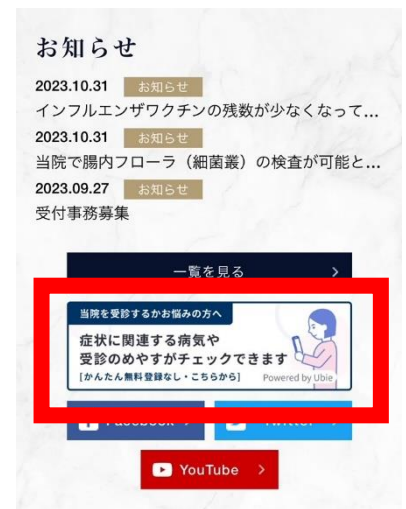 お知らせ
2023.10.31 お知らせ
インフルエンザワクチンの残数が少なくなって...
2023.10.31 お知らせ
当院で腸内フローラ（細菌叢）の検査が可能と...
2023.09.27 お知らせ
受付事務募集
一覧を見る >
当院を受診するかお悩みの方へ
症状に関連する病気や
受診のめやすがチェックできます
[かんたん無料登録なし・こちらから] Powered by Ubie
Facebook > Twitter >
YouTube >